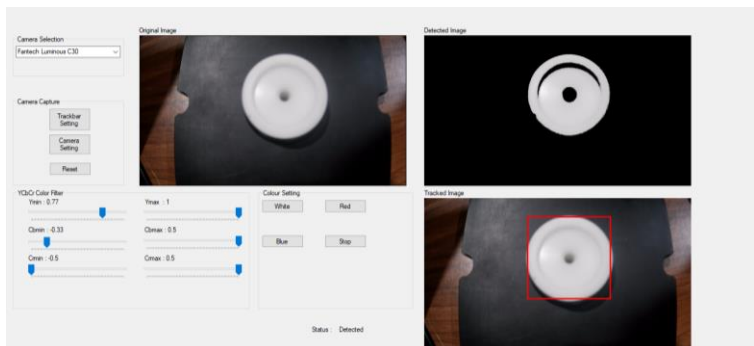 Camera Selection
Fantech Luminous C30
Original Image
Detected Image
Camera Capture
Trackbar
Setting
Camera
Setting
Reset
YCbCr Color Filter
Ymin : 0.77
Ymax : 1
Cbmin : -0.33
Cbmax : 0.5
Crmin : -0.5
Crmax : 0.5
Colour Setting
White
Red
Blue
Stop
Tracked Image
Status : Detected